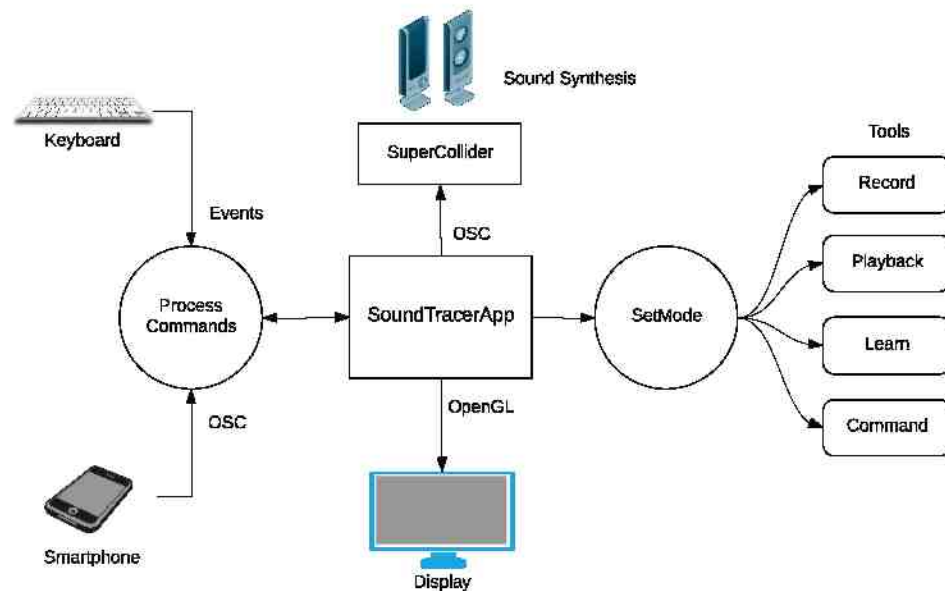 Sound Synthesis
Keyboard
SuperCollider
Tools
Record
Events
OSC
Playback
Process
Commands
SoundTracerApp
SetMode
Learn
OSC
OpenGL
Command
Smartphone
Display